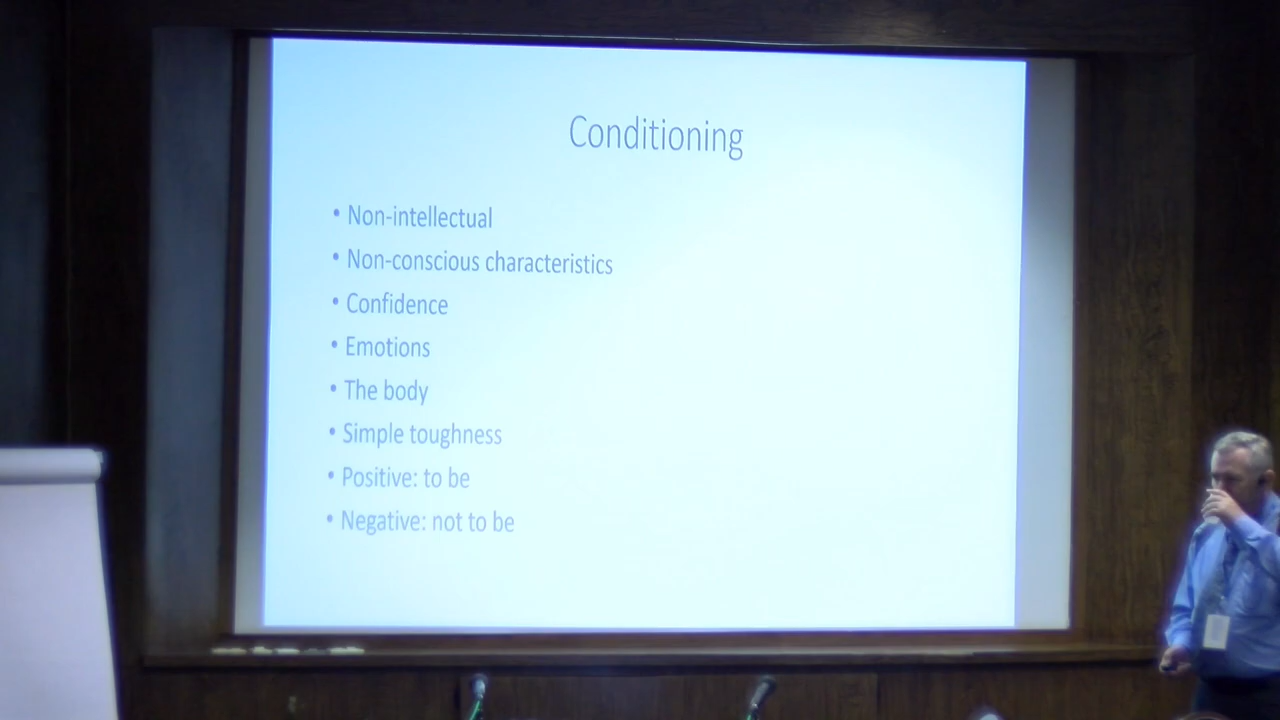 Conditioning
• Non-intellectual
• Non-conscious characteristics
• Confidence
• Emotions
• The body
• Simple toughness
• Positive: to be
• Negative: not to be